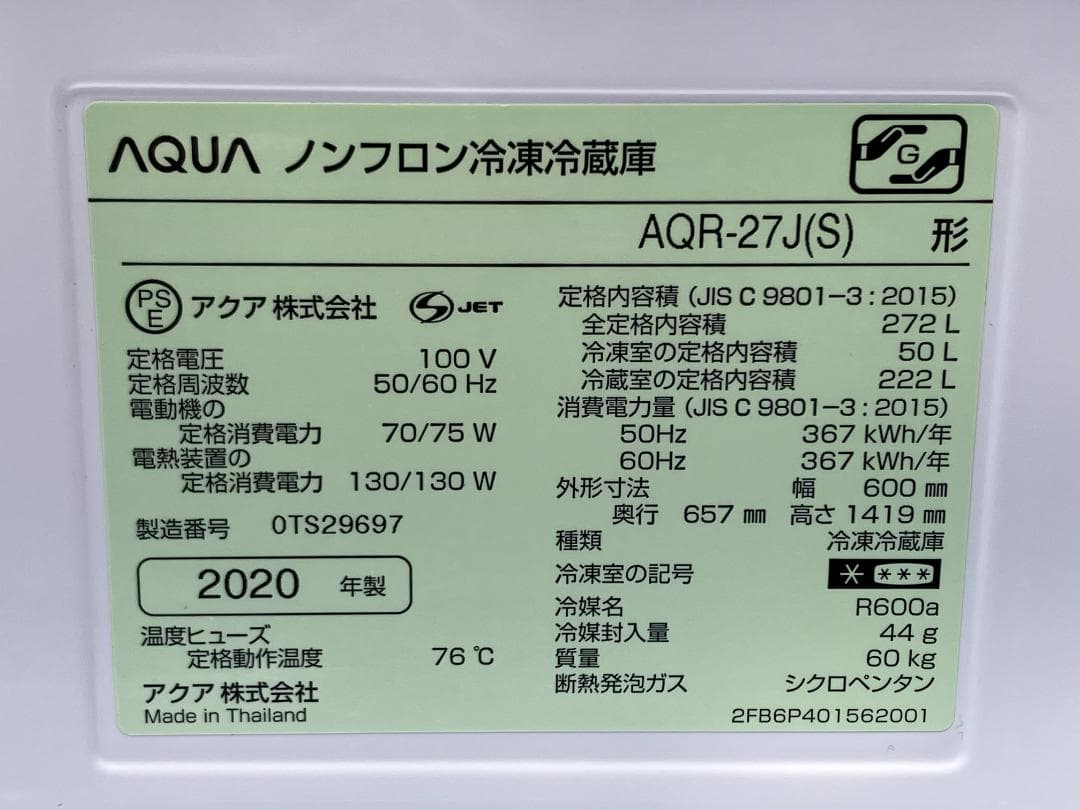 AQUA ノンフロン冷凍冷蔵庫
G
AQR-27J(S) 形
PSE アクア 株式会社 S JET
定格電圧 100 V
定格周波数 50/60 Hz
電動機の
定格消費電力 70/75 W
電熱装置の
定格消費電力 130/130 W
製造番号 0TS29697
2020 年製
温度ヒューズ
定格動作温度 76 ℃
アクア 株式会社
Made in Thailand
定格内容積 (JIS C 9801-3 : 2015)
全定格内容積 272 L
冷凍室の定格内容積 50 L
冷蔵室の定格内容積 222 L
消費電力量 (JIS C 9801-3 : 2015)
50Hz 367 kWh/年
60Hz 367 kWh/年
外形寸法 幅 600 ㎜
奥行 657 ㎜ 高さ 1419 ㎜
種類 冷凍冷蔵庫
冷凍室の記号 * ***
冷媒名 R600a
冷媒封入量 44 g
質量 60 kg
断熱発泡ガス シクロペンタン
2FB6P401562001